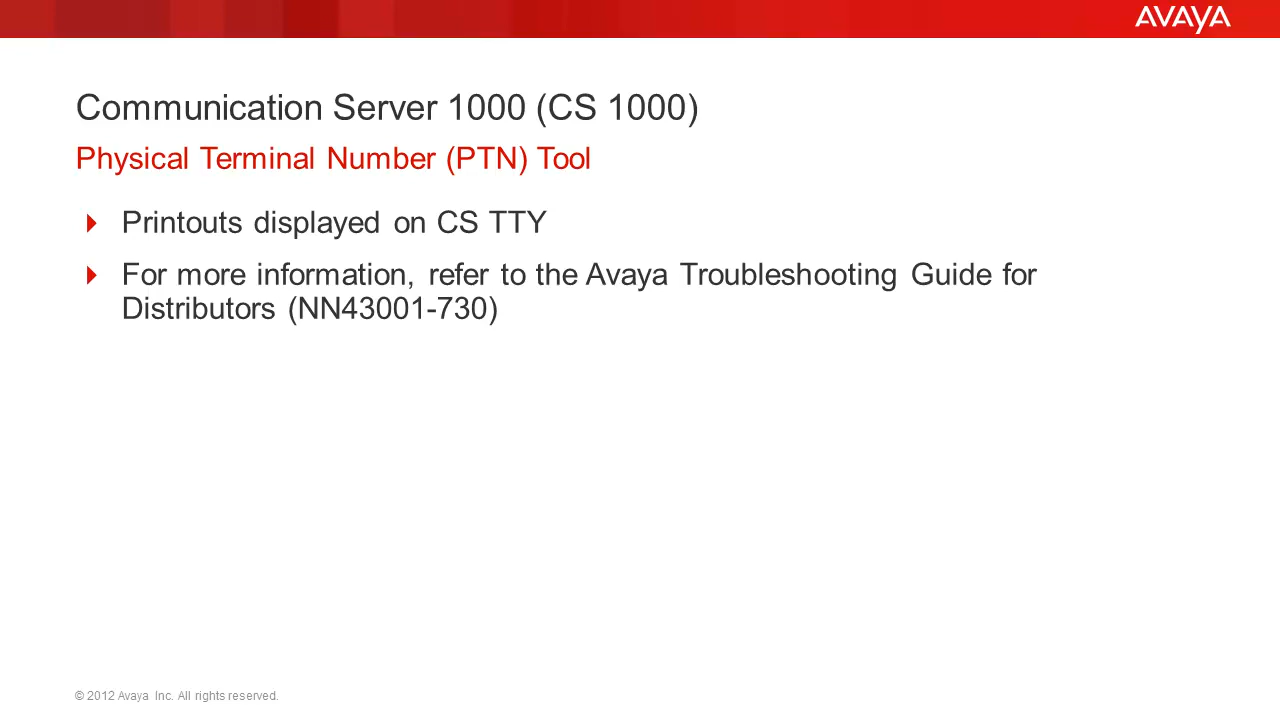 AVAYA
Communication Server 1000 (CS 1000)
Physical Terminal Number (PTN) Tool
Printouts displayed on CS TTY
For more information, refer to the Avaya Troubleshooting Guide for
Distributors (NN43001-730)
© 2012 Avaya Inc. All rights reserved.